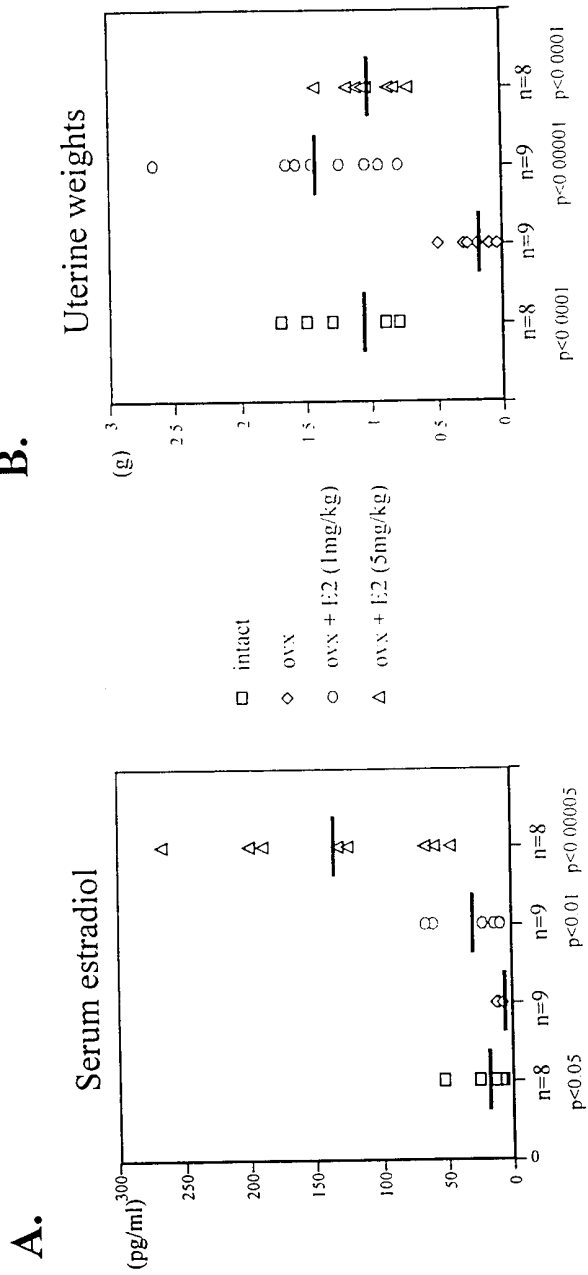 A.
Serum estradiol
300
(pg/ml)
250
200
150
100
50
0
0
n=8
n=9
n=9
n=8
p<0.05
p<0.01
p<0.00005
intact
ovx
ovx + E2 (1mg/kg)
ovx + E2 (5mg/kg)
B.
Uterine weights
3
(g)
2 5
2
1 5
1
0 5
0
n=8
n=9
n=9
n=8
p<0 0001
p<0 00001
p<0 0001